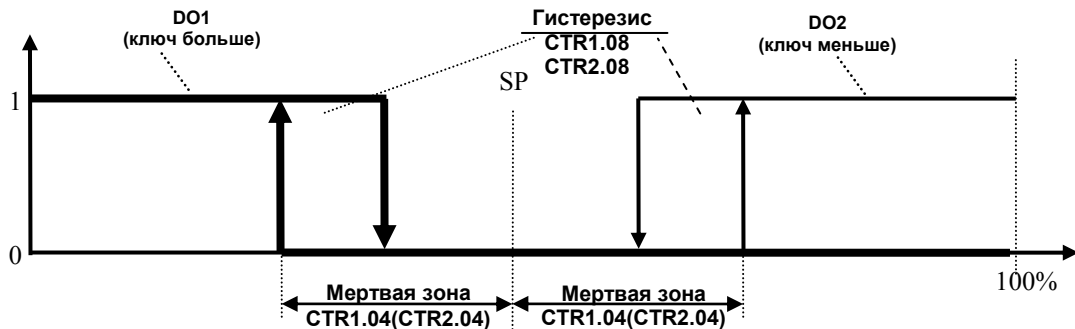 DO1
(ключ больше)
Гистерезис
CTR1.08
CTR2.08
DO2
(ключ меньше)
SP
1
0
100%
Мертвая зона
CTR1.04(CTR2.04)
Мертвая зона
CTR1.04(CTR2.04)